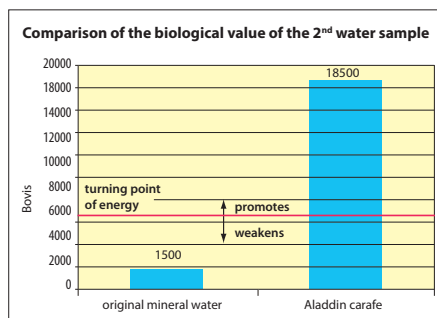 Comparison of the biological value of the 2nd water sample
20000
18000
16000
14000
12000
10000
8000
6000
4000
2000
0
Bovis
18500
turning point
of energy
promotes
weakens
1500
original mineral water
Aladdin carafe